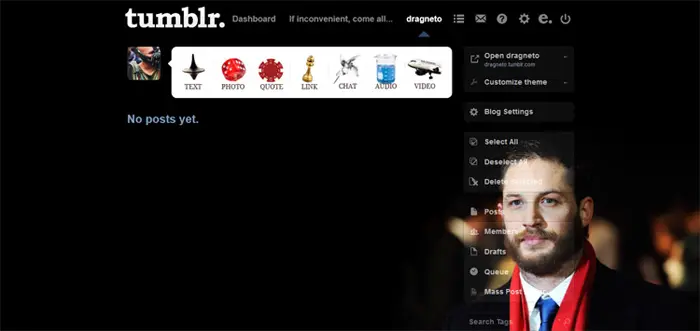 tumblr. Dashboard If inconvenient, come all... dragneto e.
TEXT PHOTO QUOTE LINK CHAT AUDIO VIDEO
No posts yet.
Open dragneto
dragneto.tumblr.com
Customize theme
Blog Settings
Select All
Deselect All
Delete selected
Posts
Members
Drafts
Queue
Mass Post
Search Tags